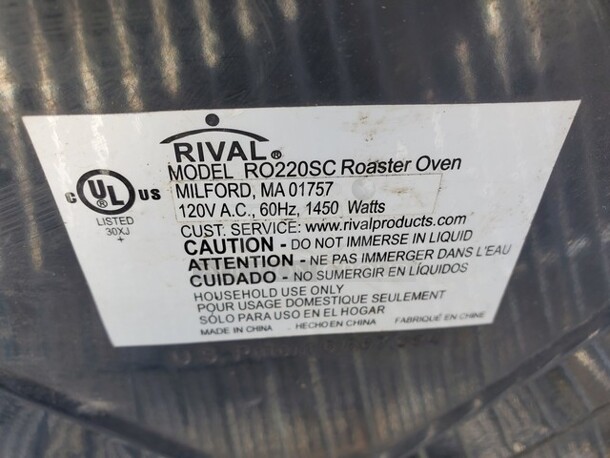 RIVAL®
MODEL RO220SC Roaster Oven
MILFORD, MA 01757
120V A.C., 60Hz, 1450 Watts
C UL® US
LISTED
30XJ
+
CUST. SERVICE: www.rivalproducts.com
CAUTION - DO NOT IMMERSE IN LIQUID
ATTENTION - NE PAS IMMERGER DANS L'EAU
CUIDADO - NO SUMERGIR EN LÍQUIDOS
HOUSEHOLD USE ONLY
POUR USAGE DOMESTIQUE SEULEMENT
SÓLO PARA USO EN EL HOGAR
MADE IN CHINA HECHO EN CHINA FABRIQUÉ EN CHINE